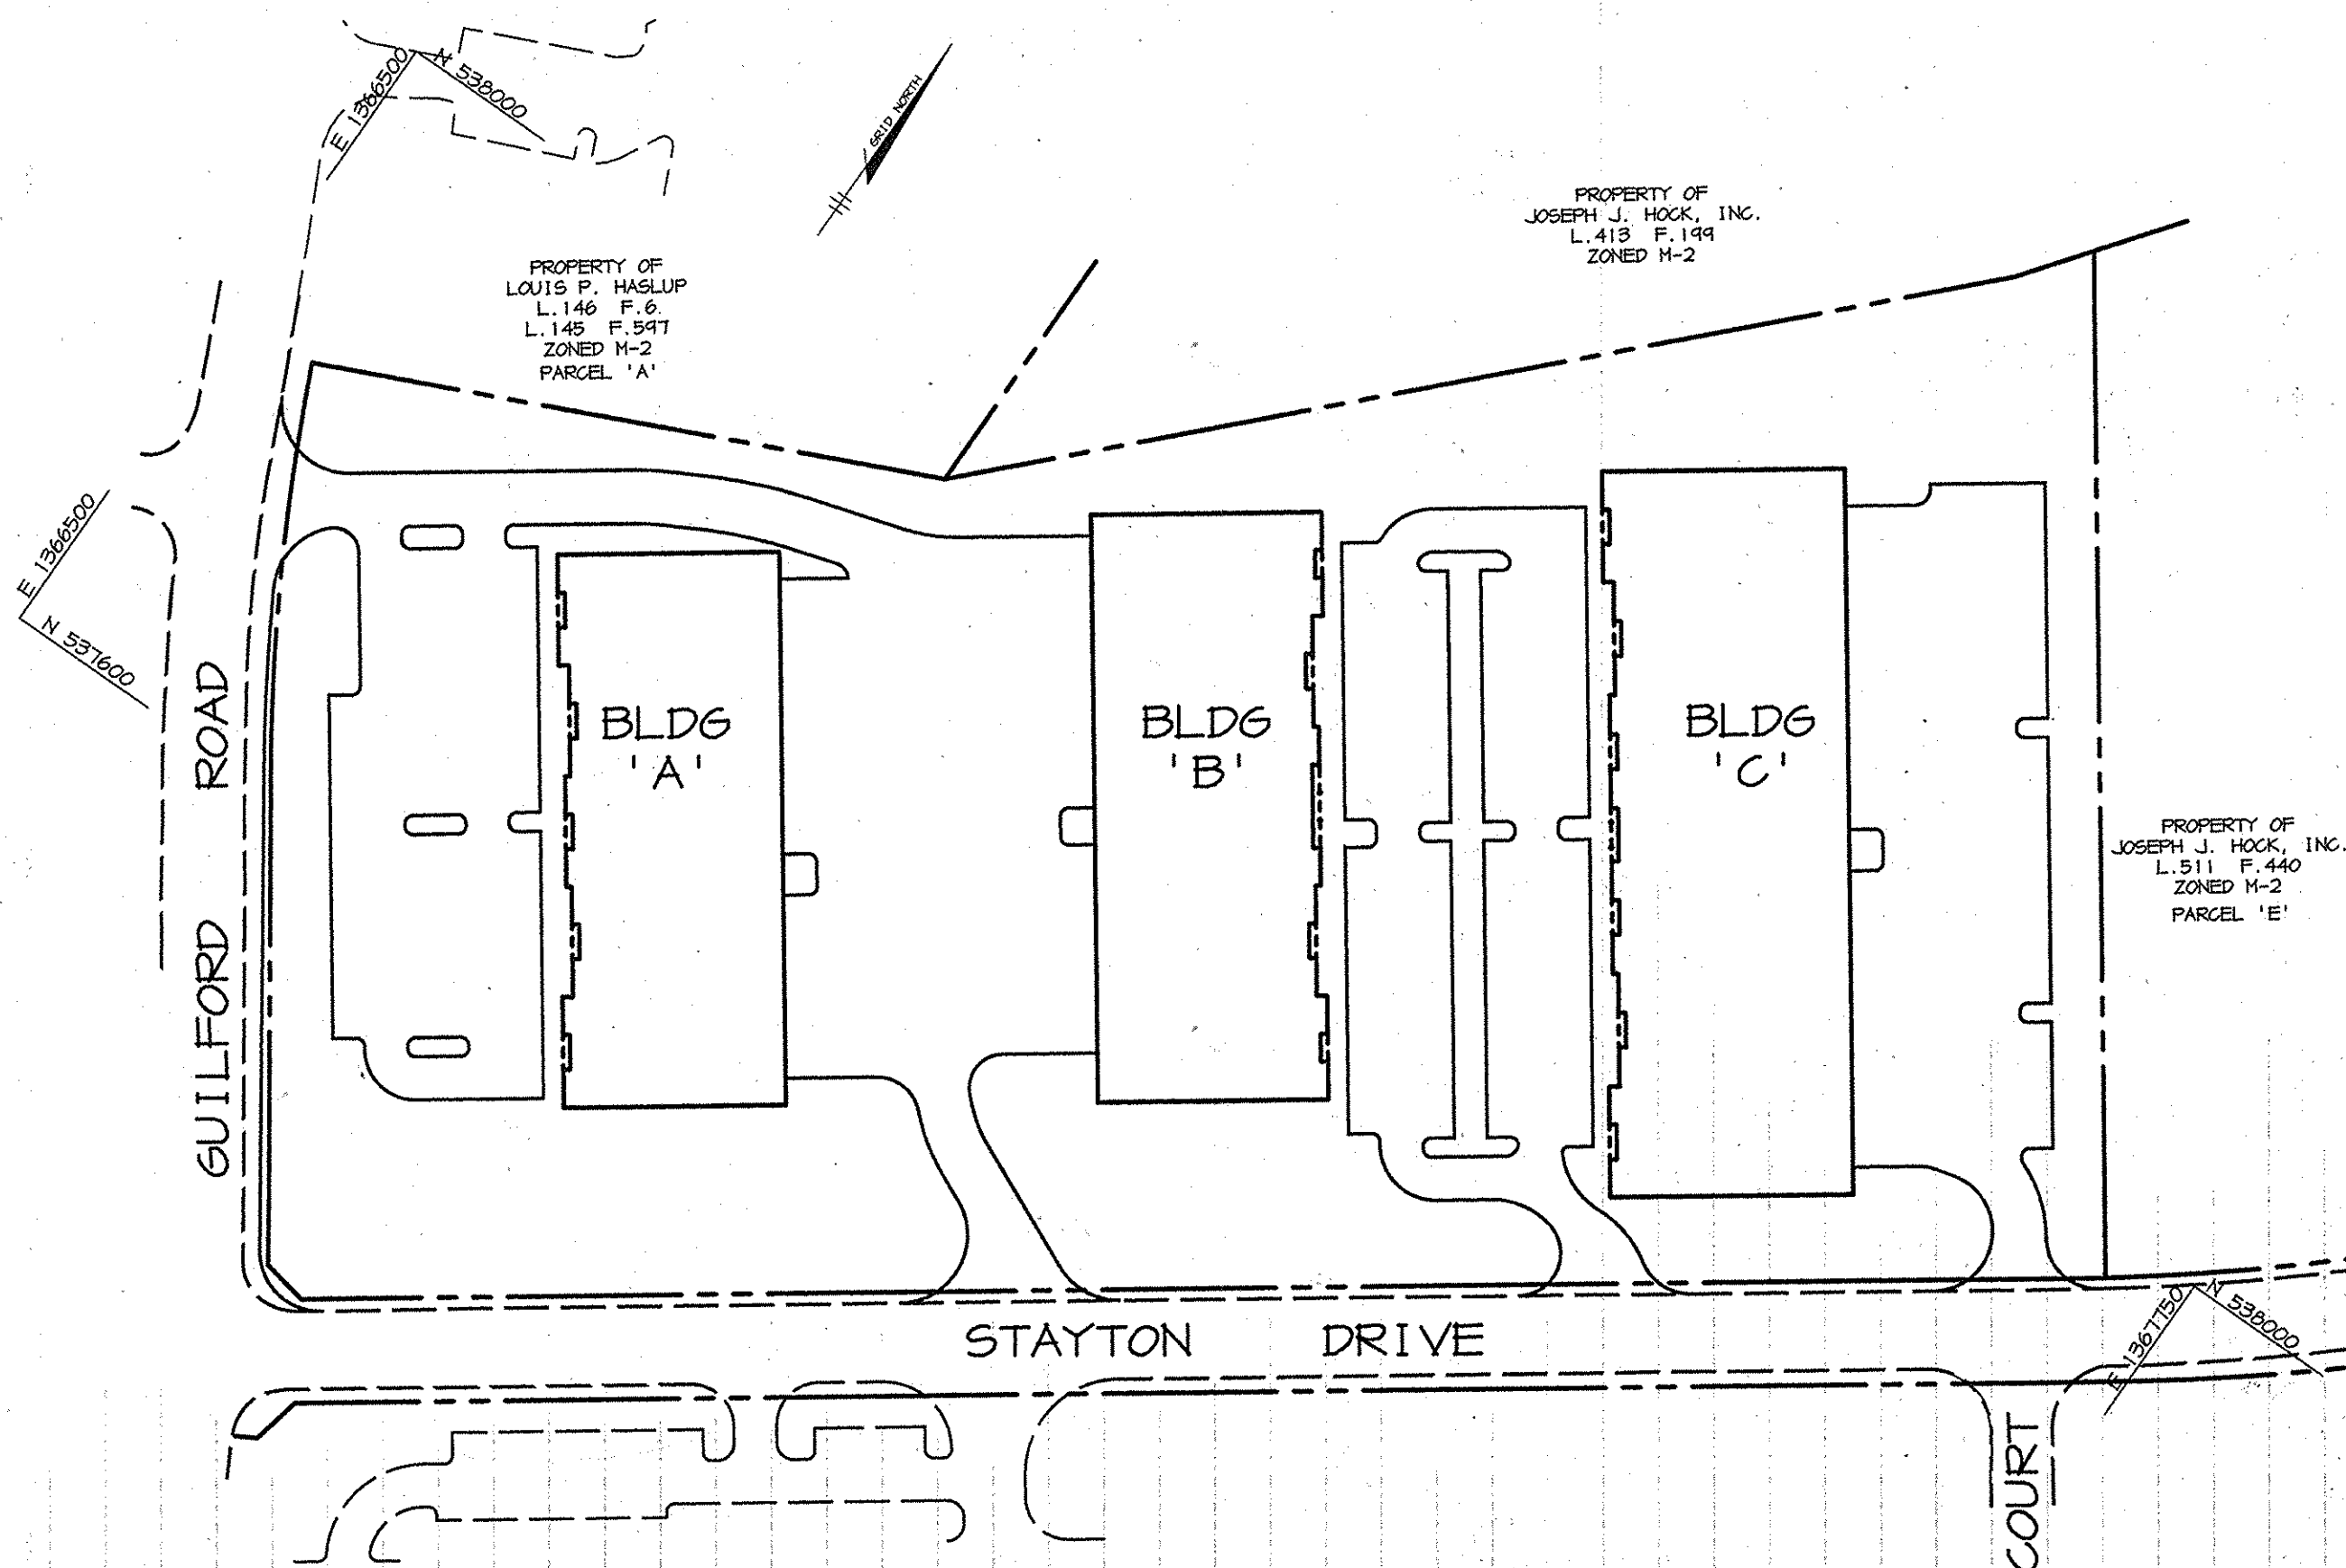 E 1366500
N 538000
GRID NORTH
PROPERTY OF
JOSEPH J. HOCK, INC.
L.413 F.199
ZONED M-2
PROPERTY OF
LOUIS P. HASLUP
L.146 F.6.
L.145 F.597
ZONED M-2
PARCEL 'A'
E 1366500
N 537600
GUILFORD ROAD
BLDG
'A'
BLDG
'B'
BLDG
'C'
PROPERTY OF
JOSEPH J. HOCK, INC.
L.511 F.440
ZONED M-2
PARCEL 'E'
STAYTON DRIVE
E 1367750
N 538000
COURT